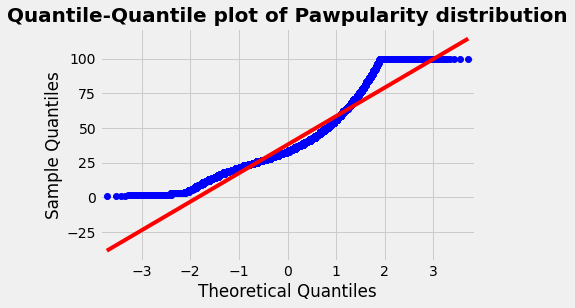 Quantile-Quantile plot of Pawpularity distribution
Sample Quantiles
100
75
50
25
0
−25
−3 −2 −1 0 1 2 3
Theoretical Quantiles